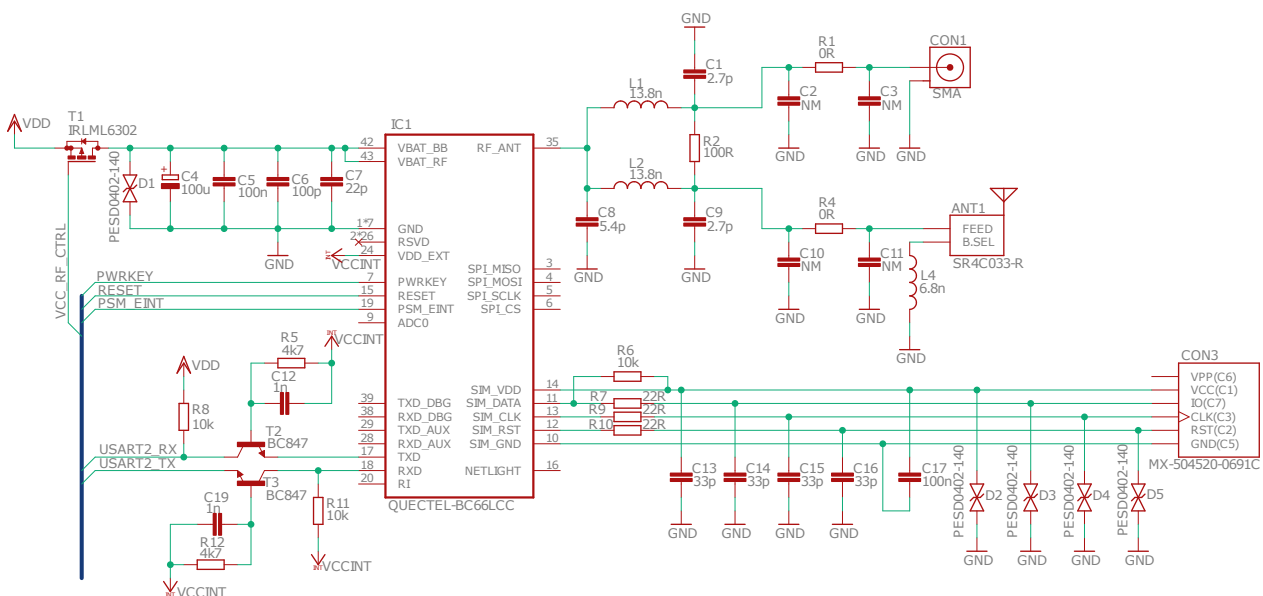 GND
CON1
SMA
R1
0R
C1
2.7p
C2
NM
C3
NM
GND
GND
GND
L1
13.8n
R2
100R
L2
13.8n
C8
5.4p
GND
C9
2.7p
GND
R4
0R
C10
NM
GND
C11
NM
GND
ANT1
FEED
B.SEL
SR4C033-R
L4
6.8n
GND
VDD
T1
IRLML6302
PESD0402-140
D1
C4
100u
+
C5
100n
C6
100p
C7
22p
GND
VCC_RF_CTRL
PWRKEY
RESET
PSM_EINT
INT
VCCINT
IC1
42 VBAT_BB
43 VBAT_RF
1*7 GND
2*26 RSVD
24 VDD_EXT
7 PWRKEY
15 RESET
19 PSM_EINT
9 ADC0
39 TXD_DBG
38 RXD_DBG
29 TXD_AUX
28 RXD_AUX
17 TXD
18 RXD
20 RI
RF_ANT 35
SPI_MISO 3
SPI_MOSI 4
SPI_SCLK 5
SPI_CS 6
SIM_VDD 14
SIM_DATA 11
SIM_CLK 13
SIM_RST 12
SIM_GND 10
NETLIGHT 16
QUECTEL-BC66LCC
R5
4k7
INT
VCCINT
C12
1n
VDD
R8
10k
T2
BC847
USART2_RX
USART2_TX
T3
BC847
C19
1n
R12
4k7
INT
VCCINT
R11
10k
INT
VCCINT
R6
10k
R7 22R
R9 22R
R10 22R
C13
33p
GND
C14
33p
GND
C15
33p
GND
C16
33p
GND
C17
100n
PESD0402-140
D2
GND
PESD0402-140
D3
GND
PESD0402-140
D4
GND
PESD0402-140
D5
GND
CON3
VPP(C6)
VCC(C1)
IO(C7)
CLK(C3)
RST(C2)
GND(C5)
MX-504520-0691C